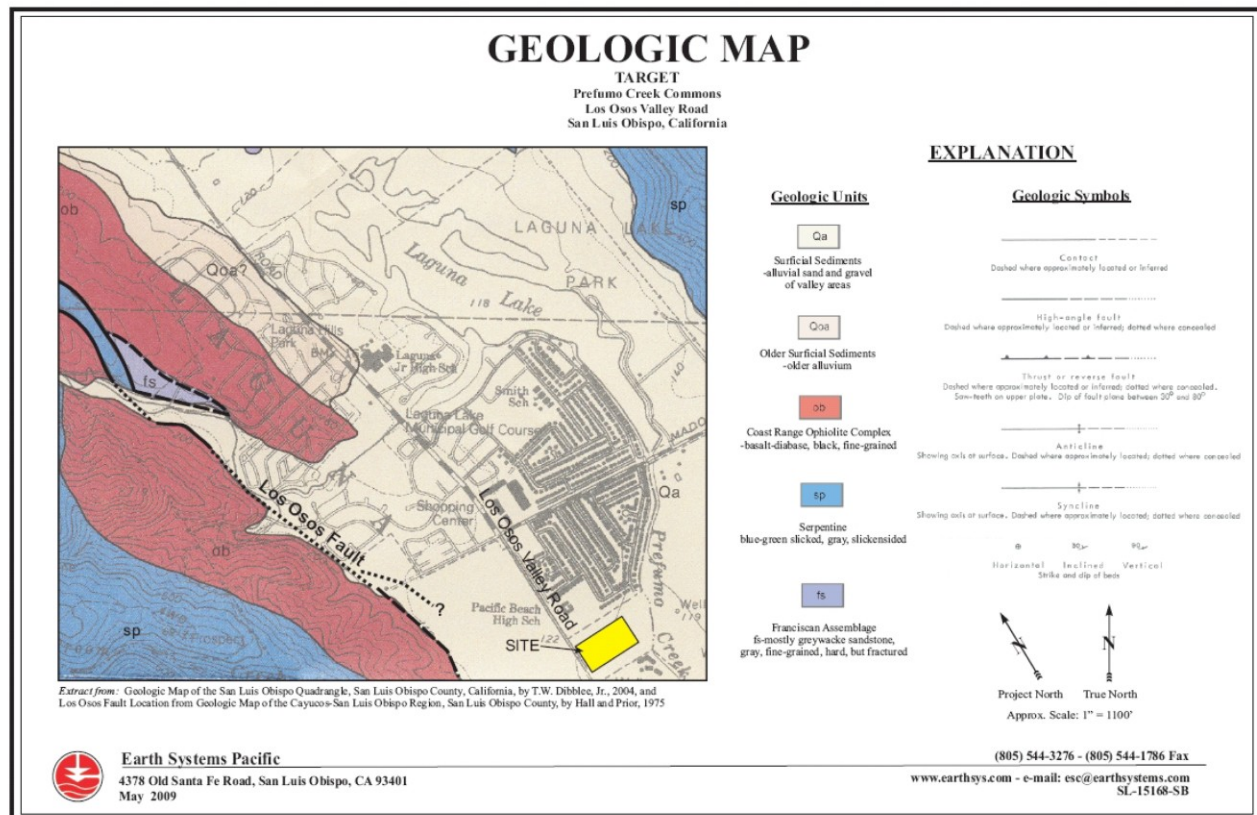 GEOLOGIC MAP
TARGET
Prefumo Creek Commons
Los Osos Valley Road
San Luis Obispo, California
ob
sp
120
LAGUNA LAKE
PARK
Laguna
Lake
118
Qoa?
ROAD
Laguna Hills
Park
BM
Laguna
Jr High Sch
fs
Smith
Sch
Laguna Lake
Municipal Golf Course
MADO
Qa
LAGUNA
Los Osos Fault
Shopping
Center
Los Osos Valley Road
ob
?
Prefumo
Creek
Well
119
Pacific Beach
High Sch
122
SITE
sp
Prospect
Extract from: Geologic Map of the San Luis Obispo Quadrangle, San Luis Obispo County, California, by T.W. Dibblee, Jr., 2004, and
Los Osos Fault Location from Geologic Map of the Cayucos-San Luis Obispo Region, San Luis Obispo County, by Hall and Prior, 1975
EXPLANATION
Geologic Units
Qa
Surficial Sediments
-alluvial sand and gravel
of valley areas
Qoa
Older Surficial Sediments
-older alluvium
ob
Coast Range Ophiolite Complex
-basalt-diabase, black, fine-grained
sp
Serpentine
blue-green slicked, gray, slickensided
fs
Franciscan Assemblage
fs-mostly greywacke sandstone,
gray, fine-grained, hard, but fractured
Geologic Symbols
Contact
Dashed where approximately located or inferred
High-angle fault
Dashed where approximately located or inferred; dotted where concealed
Thrust or reverse fault
Dashed where approximately located or inferred; dotted where concealed.
Saw-teeth on upper plate. Dip of fault plane between 30° and 80°
Anticline
Showing axis at surface. Dashed where approximately located; dotted where concealed
Syncline
Showing axis at surface. Dashed where approximately located; dotted where concealed
Horizontal Inclined Vertical
Strike and dip of beds
N N
Project North True North
Approx. Scale: 1" = 1100'
Earth Systems Pacific
4378 Old Santa Fe Road, San Luis Obispo, CA 93401
May 2009
(805) 544-3276 - (805) 544-1786 Fax
www.earthsys.com - e-mail: esc@earthsystems.com
SL-15168-SB